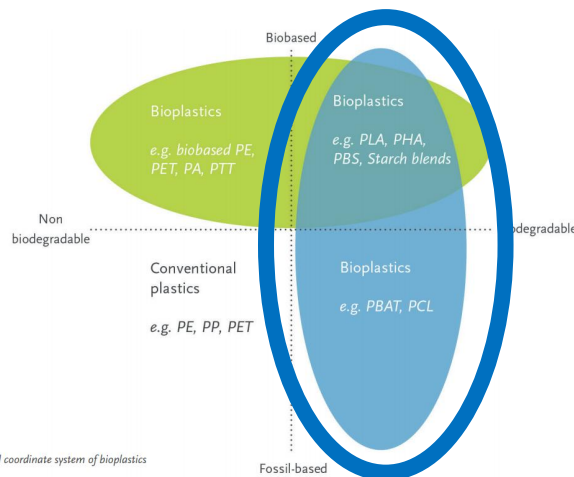 Biobased
Bioplastics
e.g. biobased PE,
PET, PA, PTT
Bioplastics
e.g. PLA, PHA,
PBS, Starch blends
Non
biodegradable
odegradable
Conventional
plastics
e.g. PE, PP, PET
Bioplastics
e.g. PBAT, PCL
l coordinate system of bioplastics
Fossil-based